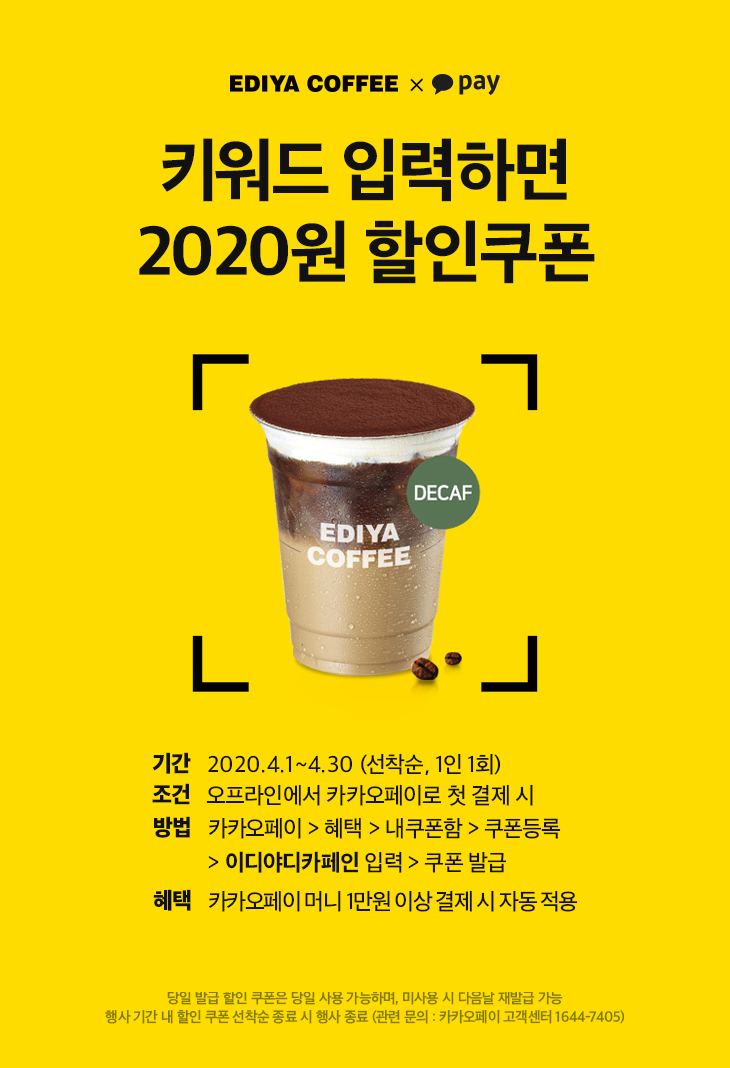 EDIYA COFFEE × pay
키워드 입력하면
2020원 할인쿠폰
DECAF
EDIYA
COFFEE
기간 2020.4.1~4.30 (선착순, 1인 1회)
조건 오프라인에서 카카오페이로 첫 결제 시
방법 카카오페이 > 혜택 > 내쿠폰함 > 쿠폰등록
> 이디야디카페인 입력 > 쿠폰 발급
혜택 카카오페이 머니 1만원 이상 결제 시 자동 적용
당일 발급 할인 쿠폰은 당일 사용 가능하며, 미사용 시 다음날 재발급 가능
행사 기간 내 할인 쿠폰 선착순 종료 시 행사 종료 (관련 문의 : 카카오페이 고객센터 1644-7405)